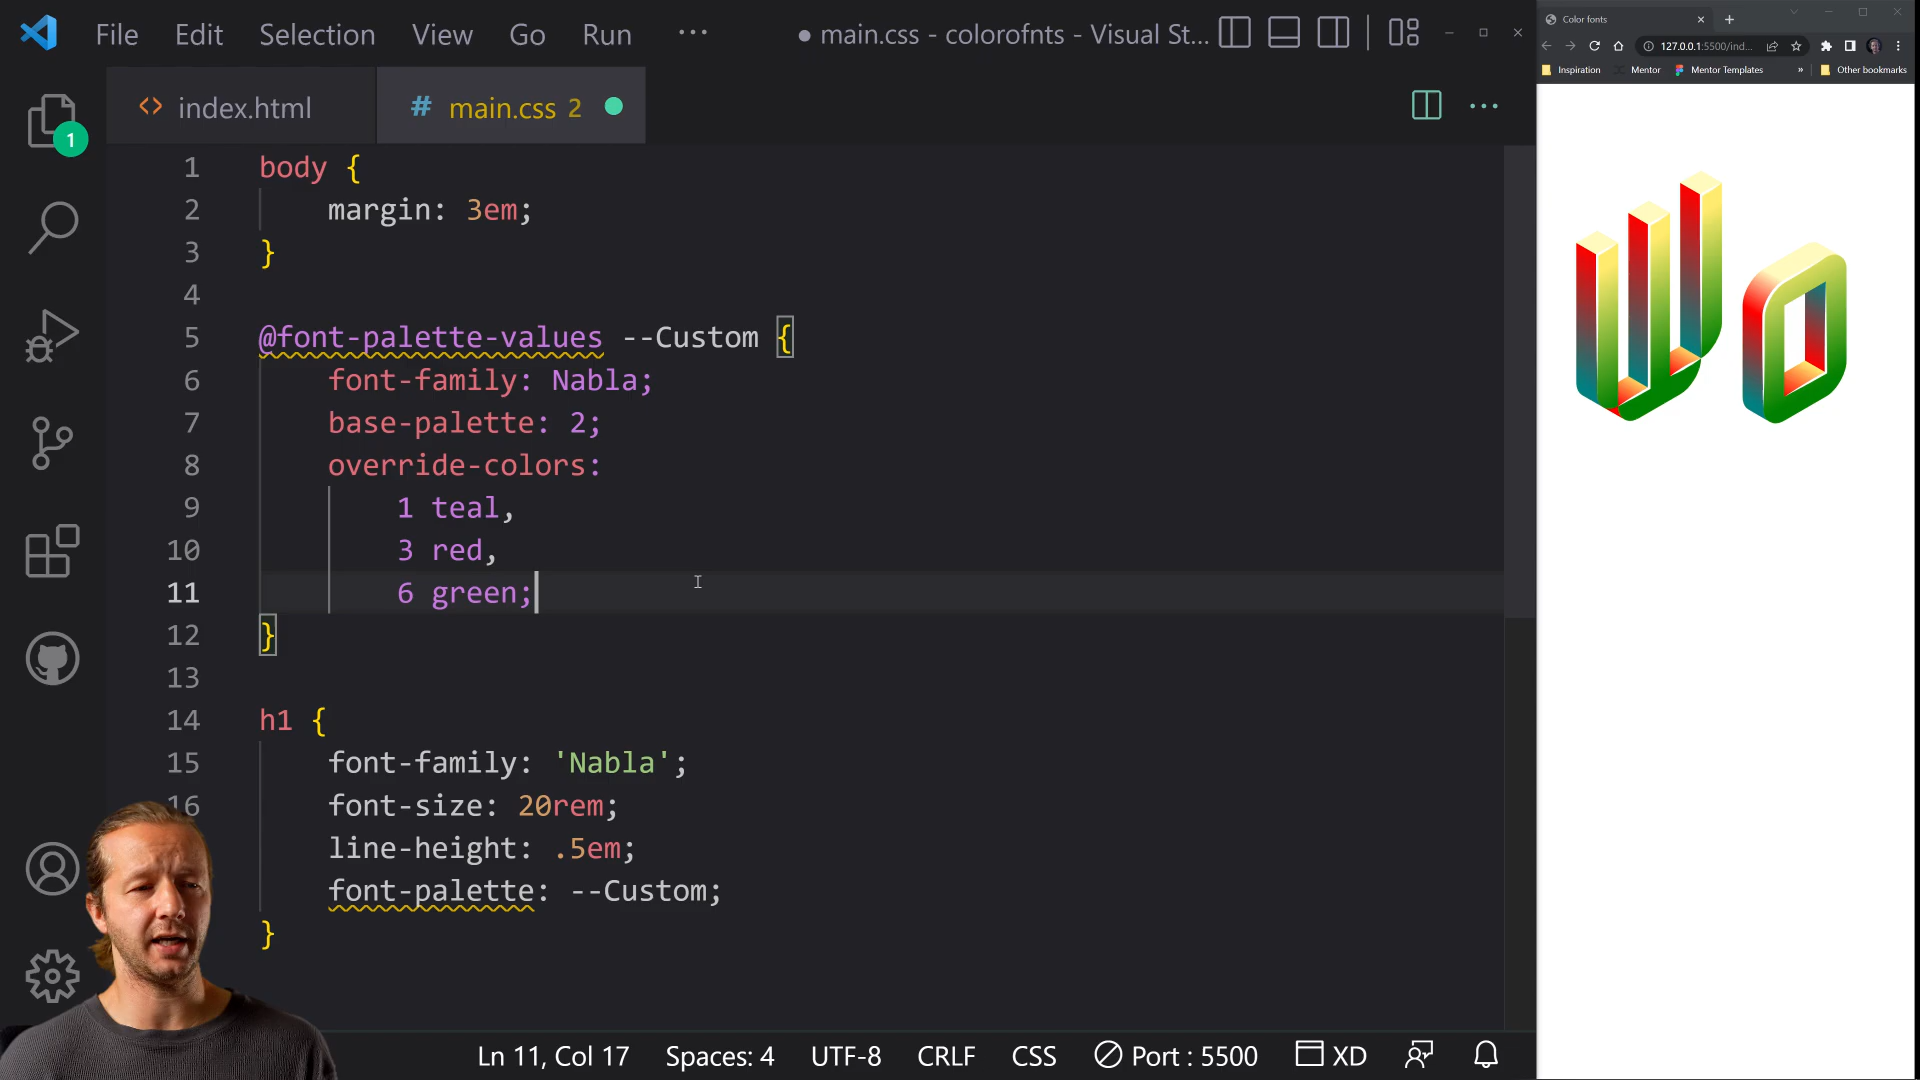 File Edit Selection View Go Run ··· ● main.css - colorofnts - Visual St...
Color fonts
127.0.0.1:5500/ind...
Inspiration Mentor Mentor Templates » Other bookmarks
<> index.html # main.css 2
1
1 body {
2 margin: 3em;
3 }
4
5 @font-palette-values --Custom {
6 font-family: Nabla;
7 base-palette: 2;
8 override-colors:
9 1 teal,
10 3 red,
11 6 green;
12 }
13
14 h1 {
15 font-family: 'Nabla';
16 font-size: 20rem;
line-height: .5em;
font-palette: --Custom;
}
Wo
Ln 11, Col 17 Spaces: 4 UTF-8 CRLF CSS Port : 5500 XD